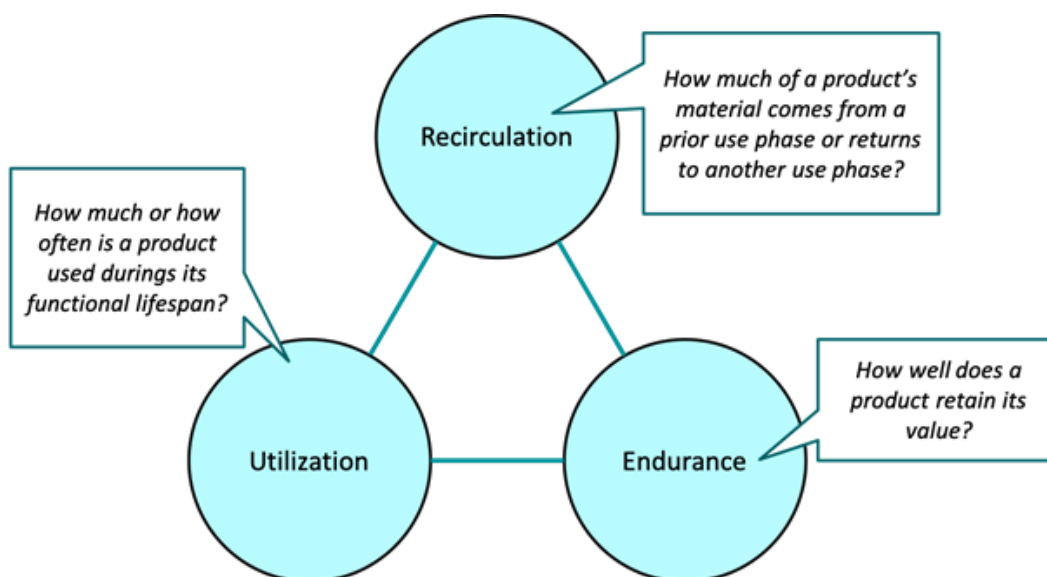 Recirculation
How much of a product's
material comes from a
prior use phase or returns
to another use phase?
How much or how
often is a product
used durings its
functional lifespan?
Utilization
Endurance
How well does a
product retain its
value?